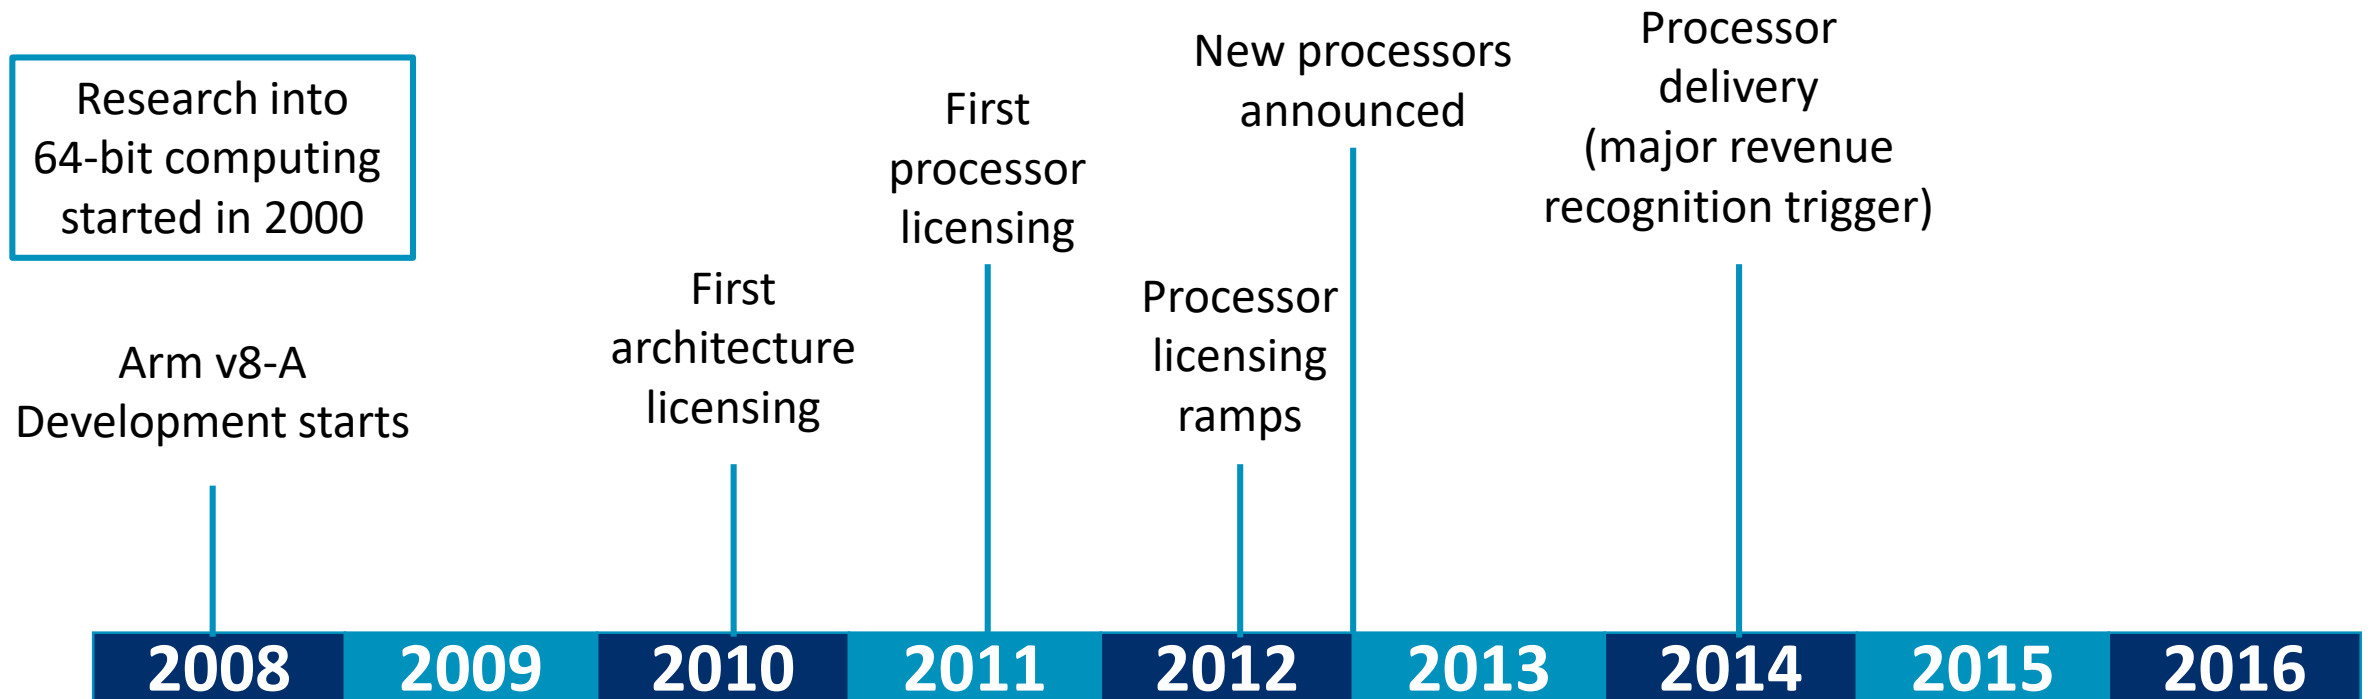 Research into
64-bit computing
started in 2000
Arm v8-A
Development starts
First
architecture
licensing
First
processor
licensing
Processor
licensing
ramps
New processors
announced
Processor
delivery
(major revenue
recognition trigger)
2008 2009 2010 2011 2012 2013 2014 2015 2016